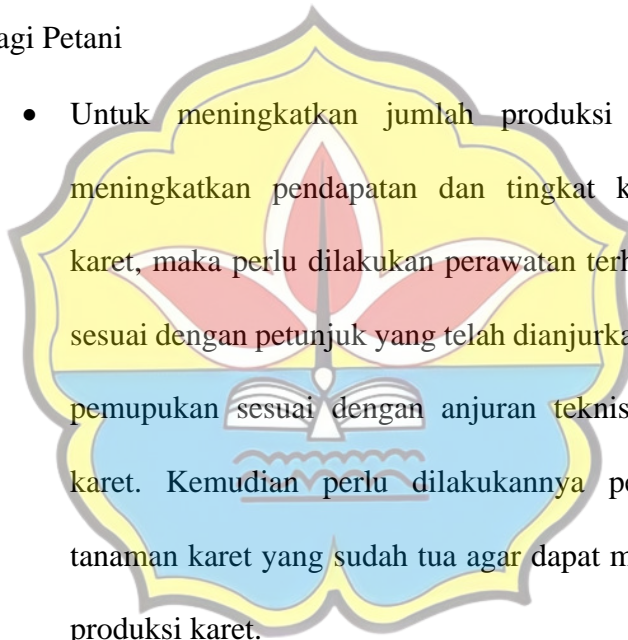 agi Petani
• Untuk meningkatkan jumlah produksi
meningkatkan pendapatan dan tingkat k
karet, maka perlu dilakukan perawatan terh
sesuai dengan petunjuk yang telah dianjurka
pemupukan sesuai dengan anjuran teknis
karet. Kemudian perlu dilakukannya pe
tanaman karet yang sudah tua agar dapat m
produksi karet.